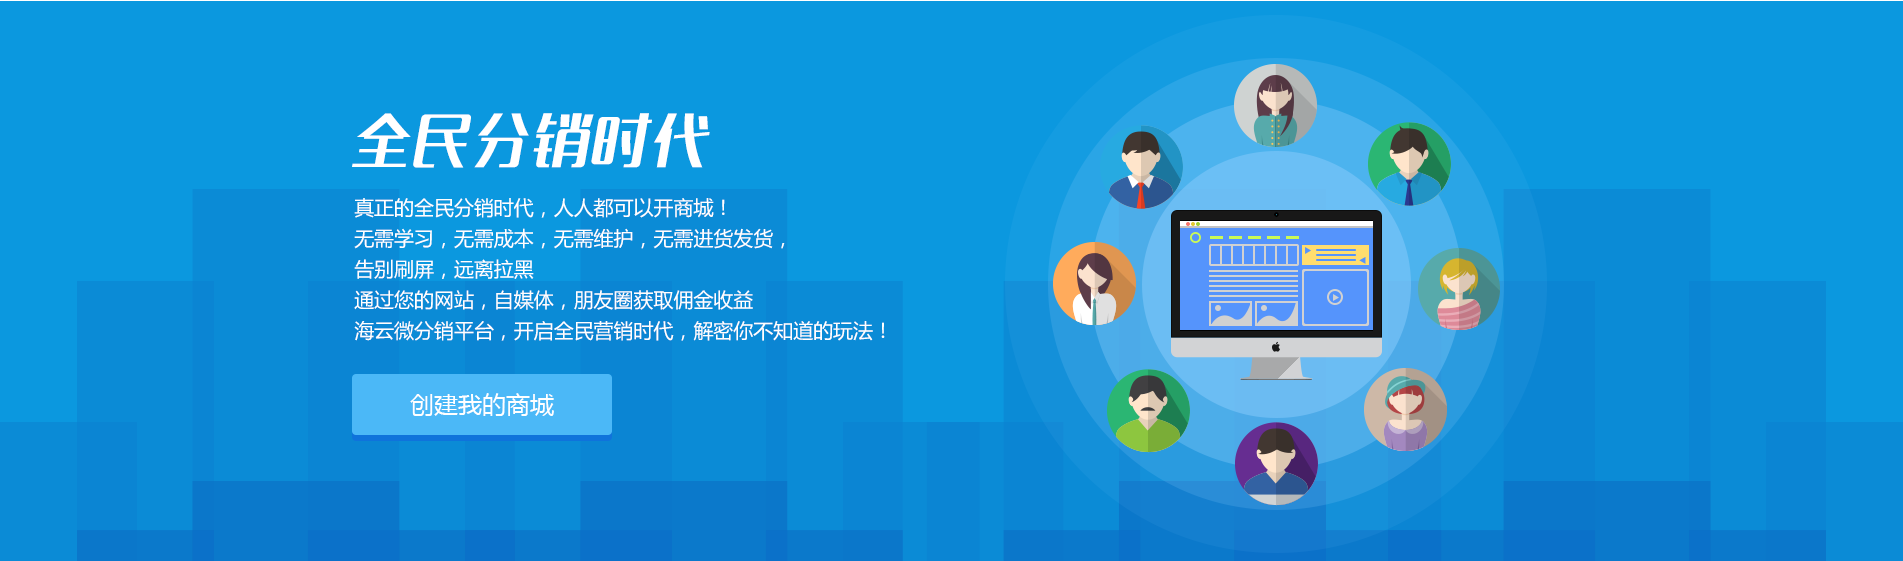 全民分销时代
真正的全民分销时代，人人都可以开商城！
无需学习，无需成本，无需维护，无需进货发货，
告别刷屏，远离拉黑
通过您的网站，自媒体，朋友圈获取佣金收益
海云微分销平台，开启全民营销时代，解密你不知道的玩法！
创建我的商城